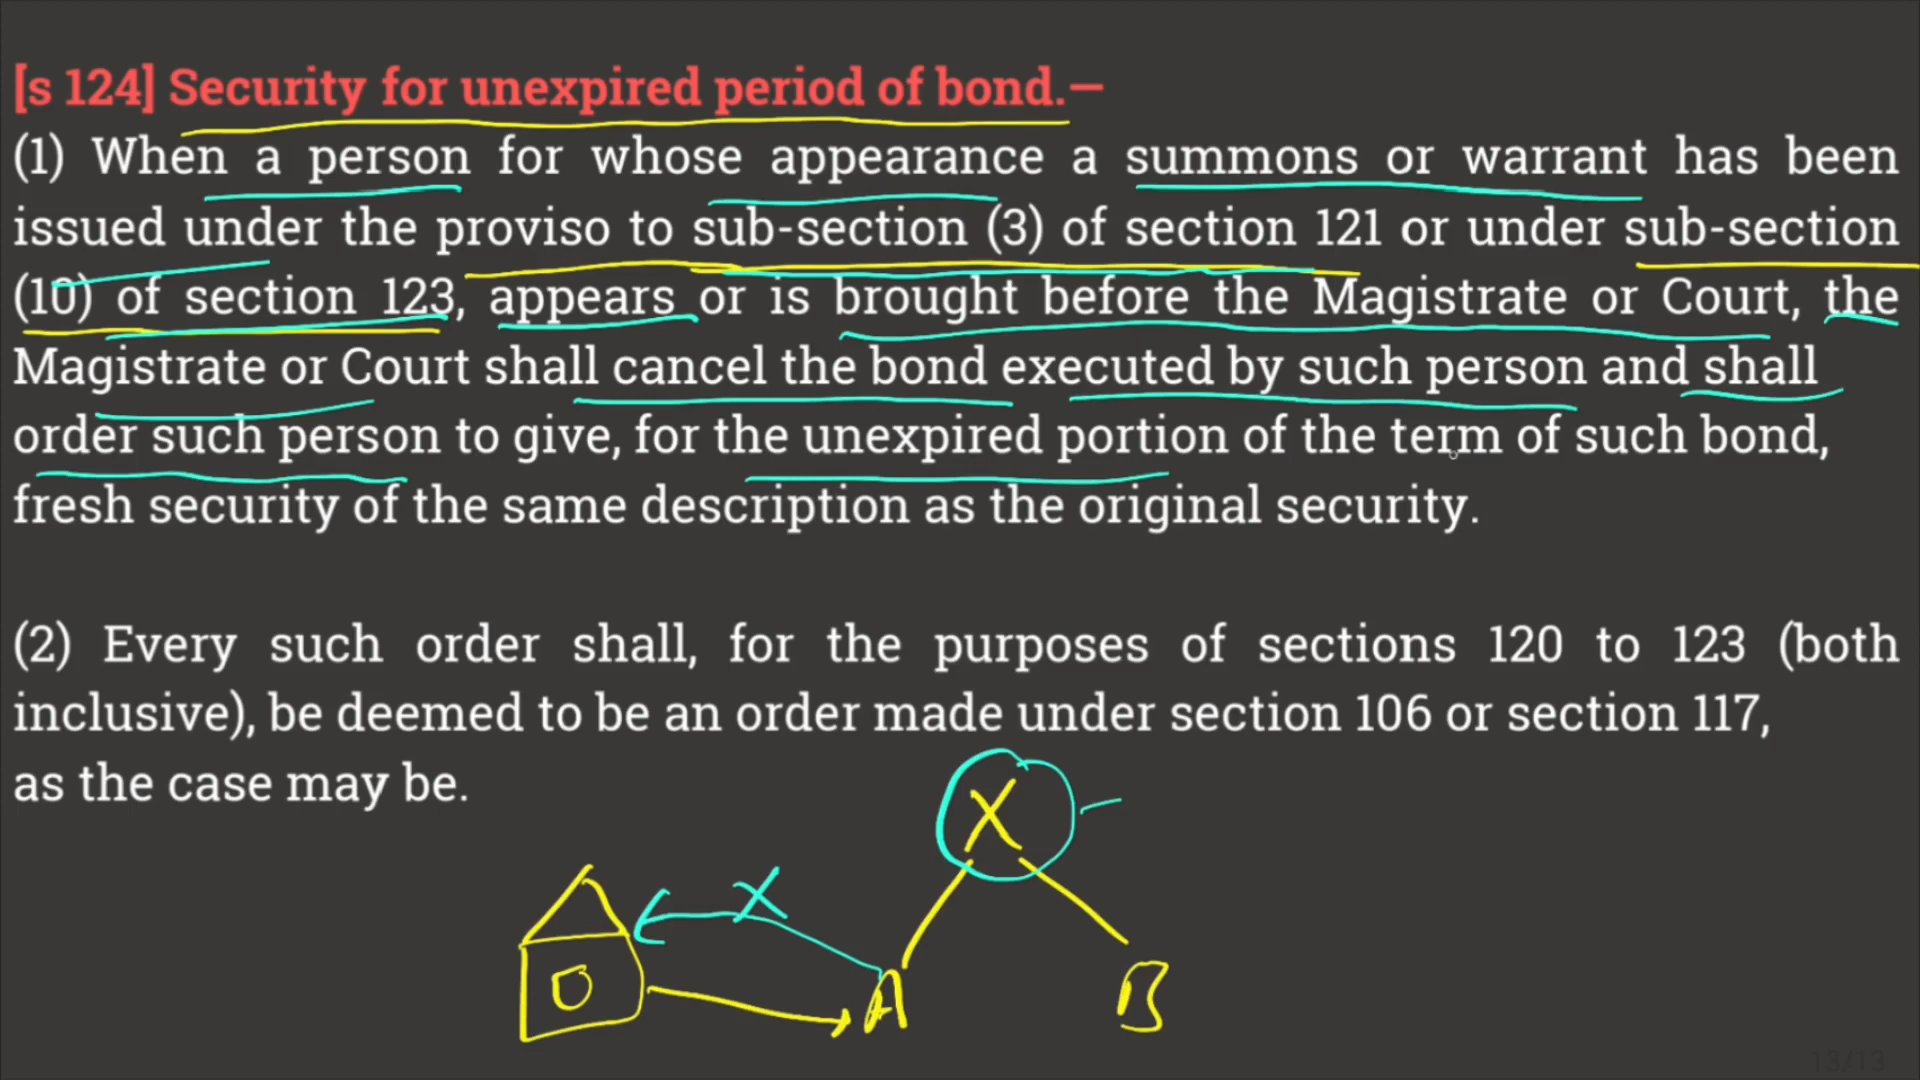 [s 124] Security for unexpired period of bond.—
(1) When a person for whose appearance a summons or warrant has been
issued under the proviso to sub-section (3) of section 121 or under sub-section
(10) of section 123, appears or is brought before the Magistrate or Court, the
Magistrate or Court shall cancel the bond executed by such person and shall
order such person to give, for the unexpired portion of the term of such bond,
fresh security of the same description as the original security.
(2) Every such order shall, for the purposes of sections 120 to 123 (both
inclusive), be deemed to be an order made under section 106 or section 117,
as the case may be.
X
X
A
B
13/13